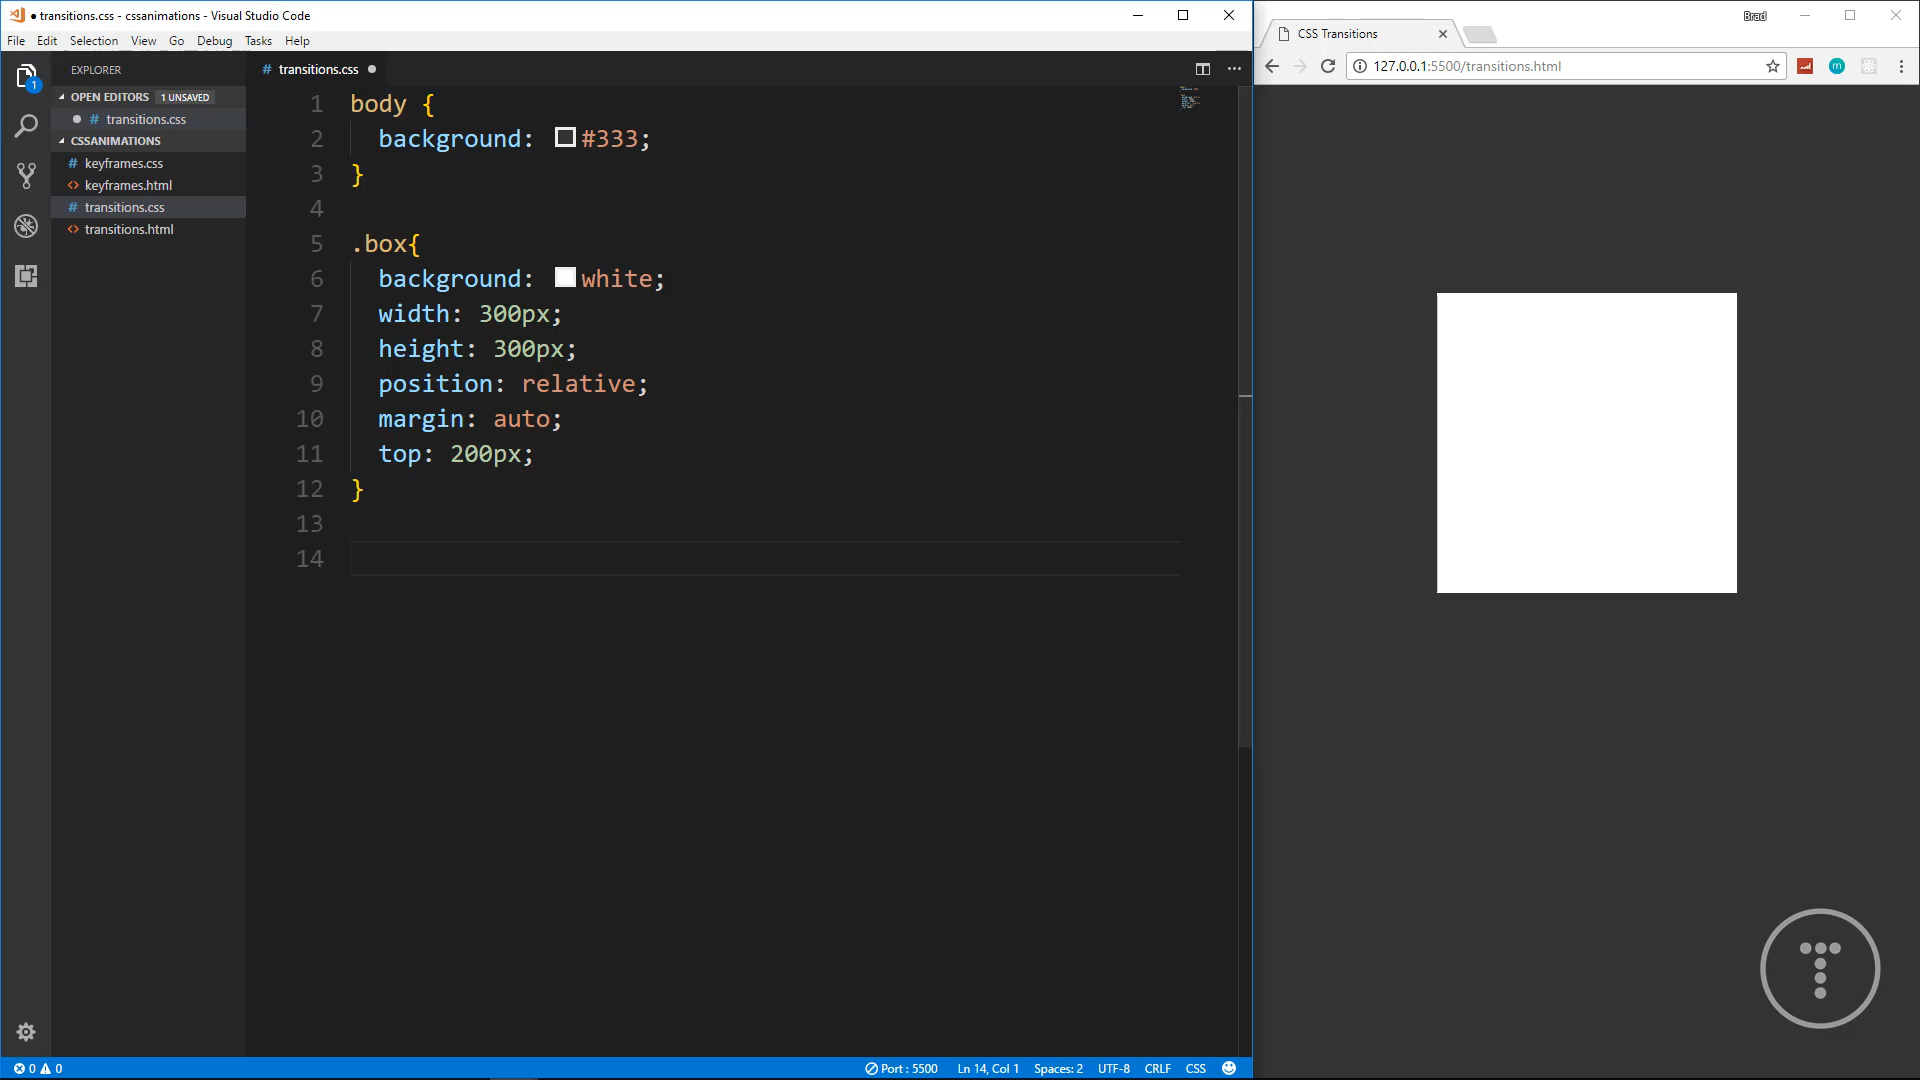 ● transitions.css - cssanimations - Visual Studio Code
File Edit Selection View Go Debug Tasks Help
EXPLORER
OPEN EDITORS 1 UNSAVED
● # transitions.css
CSSANIMATIONS
# keyframes.css
<> keyframes.html
# transitions.css
<> transitions.html
1
# transitions.css ●
1 body {
2 background: #333;
3 }
4
5 .box{
6 background: white;
7 width: 300px;
8 height: 300px;
9 position: relative;
10 margin: auto;
11 top: 200px;
12 }
13
14
0 0
Port : 5500 Ln 14, Col 1 Spaces: 2 UTF-8 CRLF CSS
Brad
CSS Transitions
127.0.0.1:5500/transitions.html
m
T